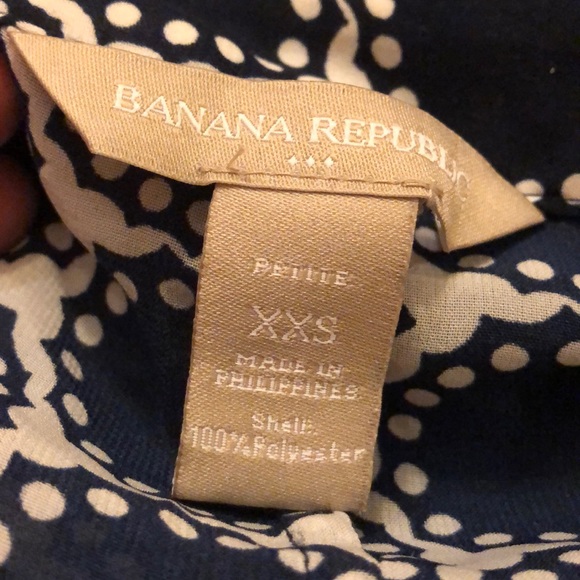 BANANA REPUBLIC
PETITE
XXS
MADE IN
PHILIPPINES
Shell:
100% Polyester